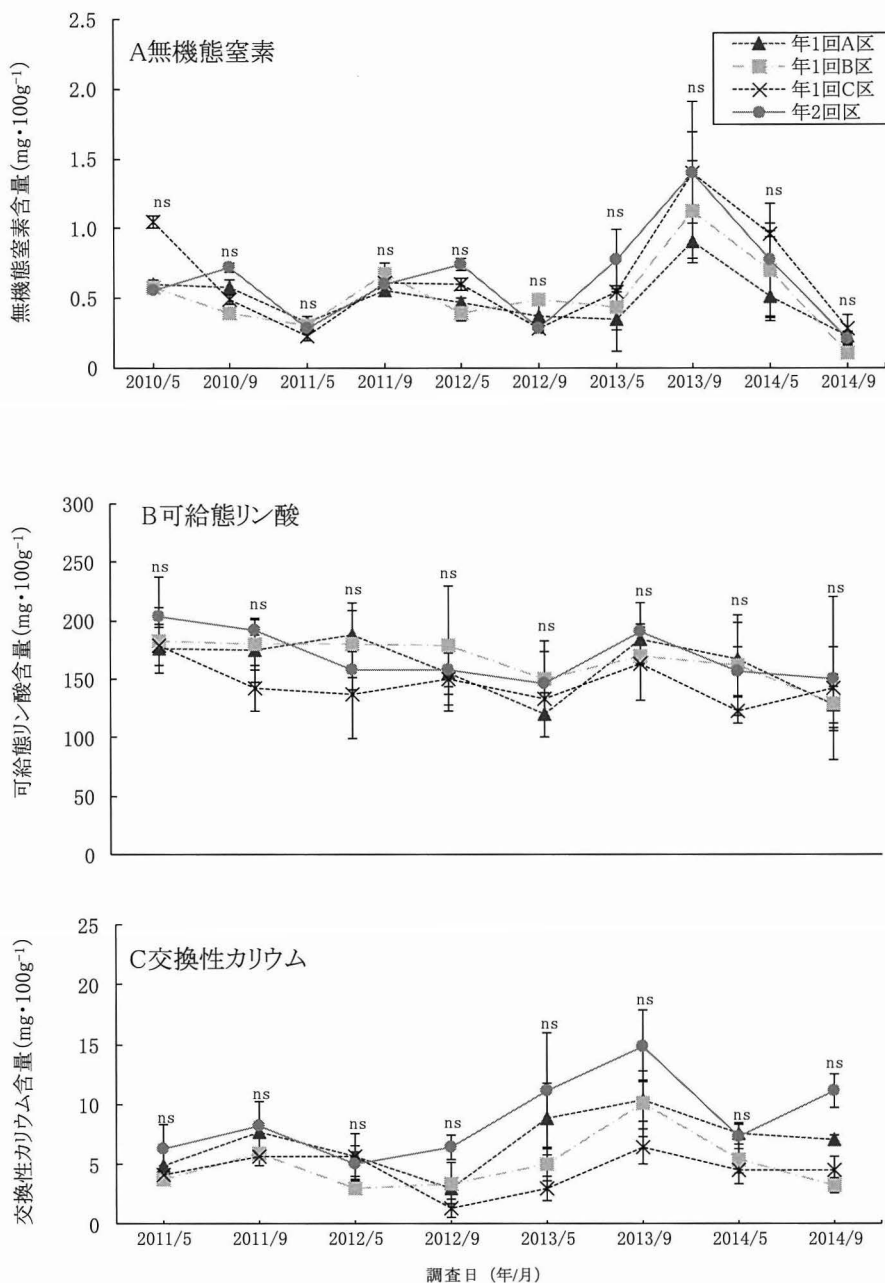 A無機態窒素
年1回A区
年1回B区
年1回C区
年2回区
無機態窒素含量(mg・100g⁻¹)
2.5
2.0
1.5
1.0
0.5
0
ns ns ns ns ns ns ns ns ns ns
2010/5 2010/9 2011/5 2011/9 2012/5 2012/9 2013/5 2013/9 2014/5 2014/9
B可給態リン酸
可給態リン酸含量(mg・100g⁻¹)
300
250
200
150
100
50
0
ns ns ns ns ns ns ns ns
C交換性カリウム
交換性カリウム含量(mg・100g⁻¹)
25
20
15
10
5
0
ns ns ns ns ns ns ns ns
2011/5 2011/9 2012/5 2012/9 2013/5 2013/9 2014/5 2014/9
調査日 (年/月)